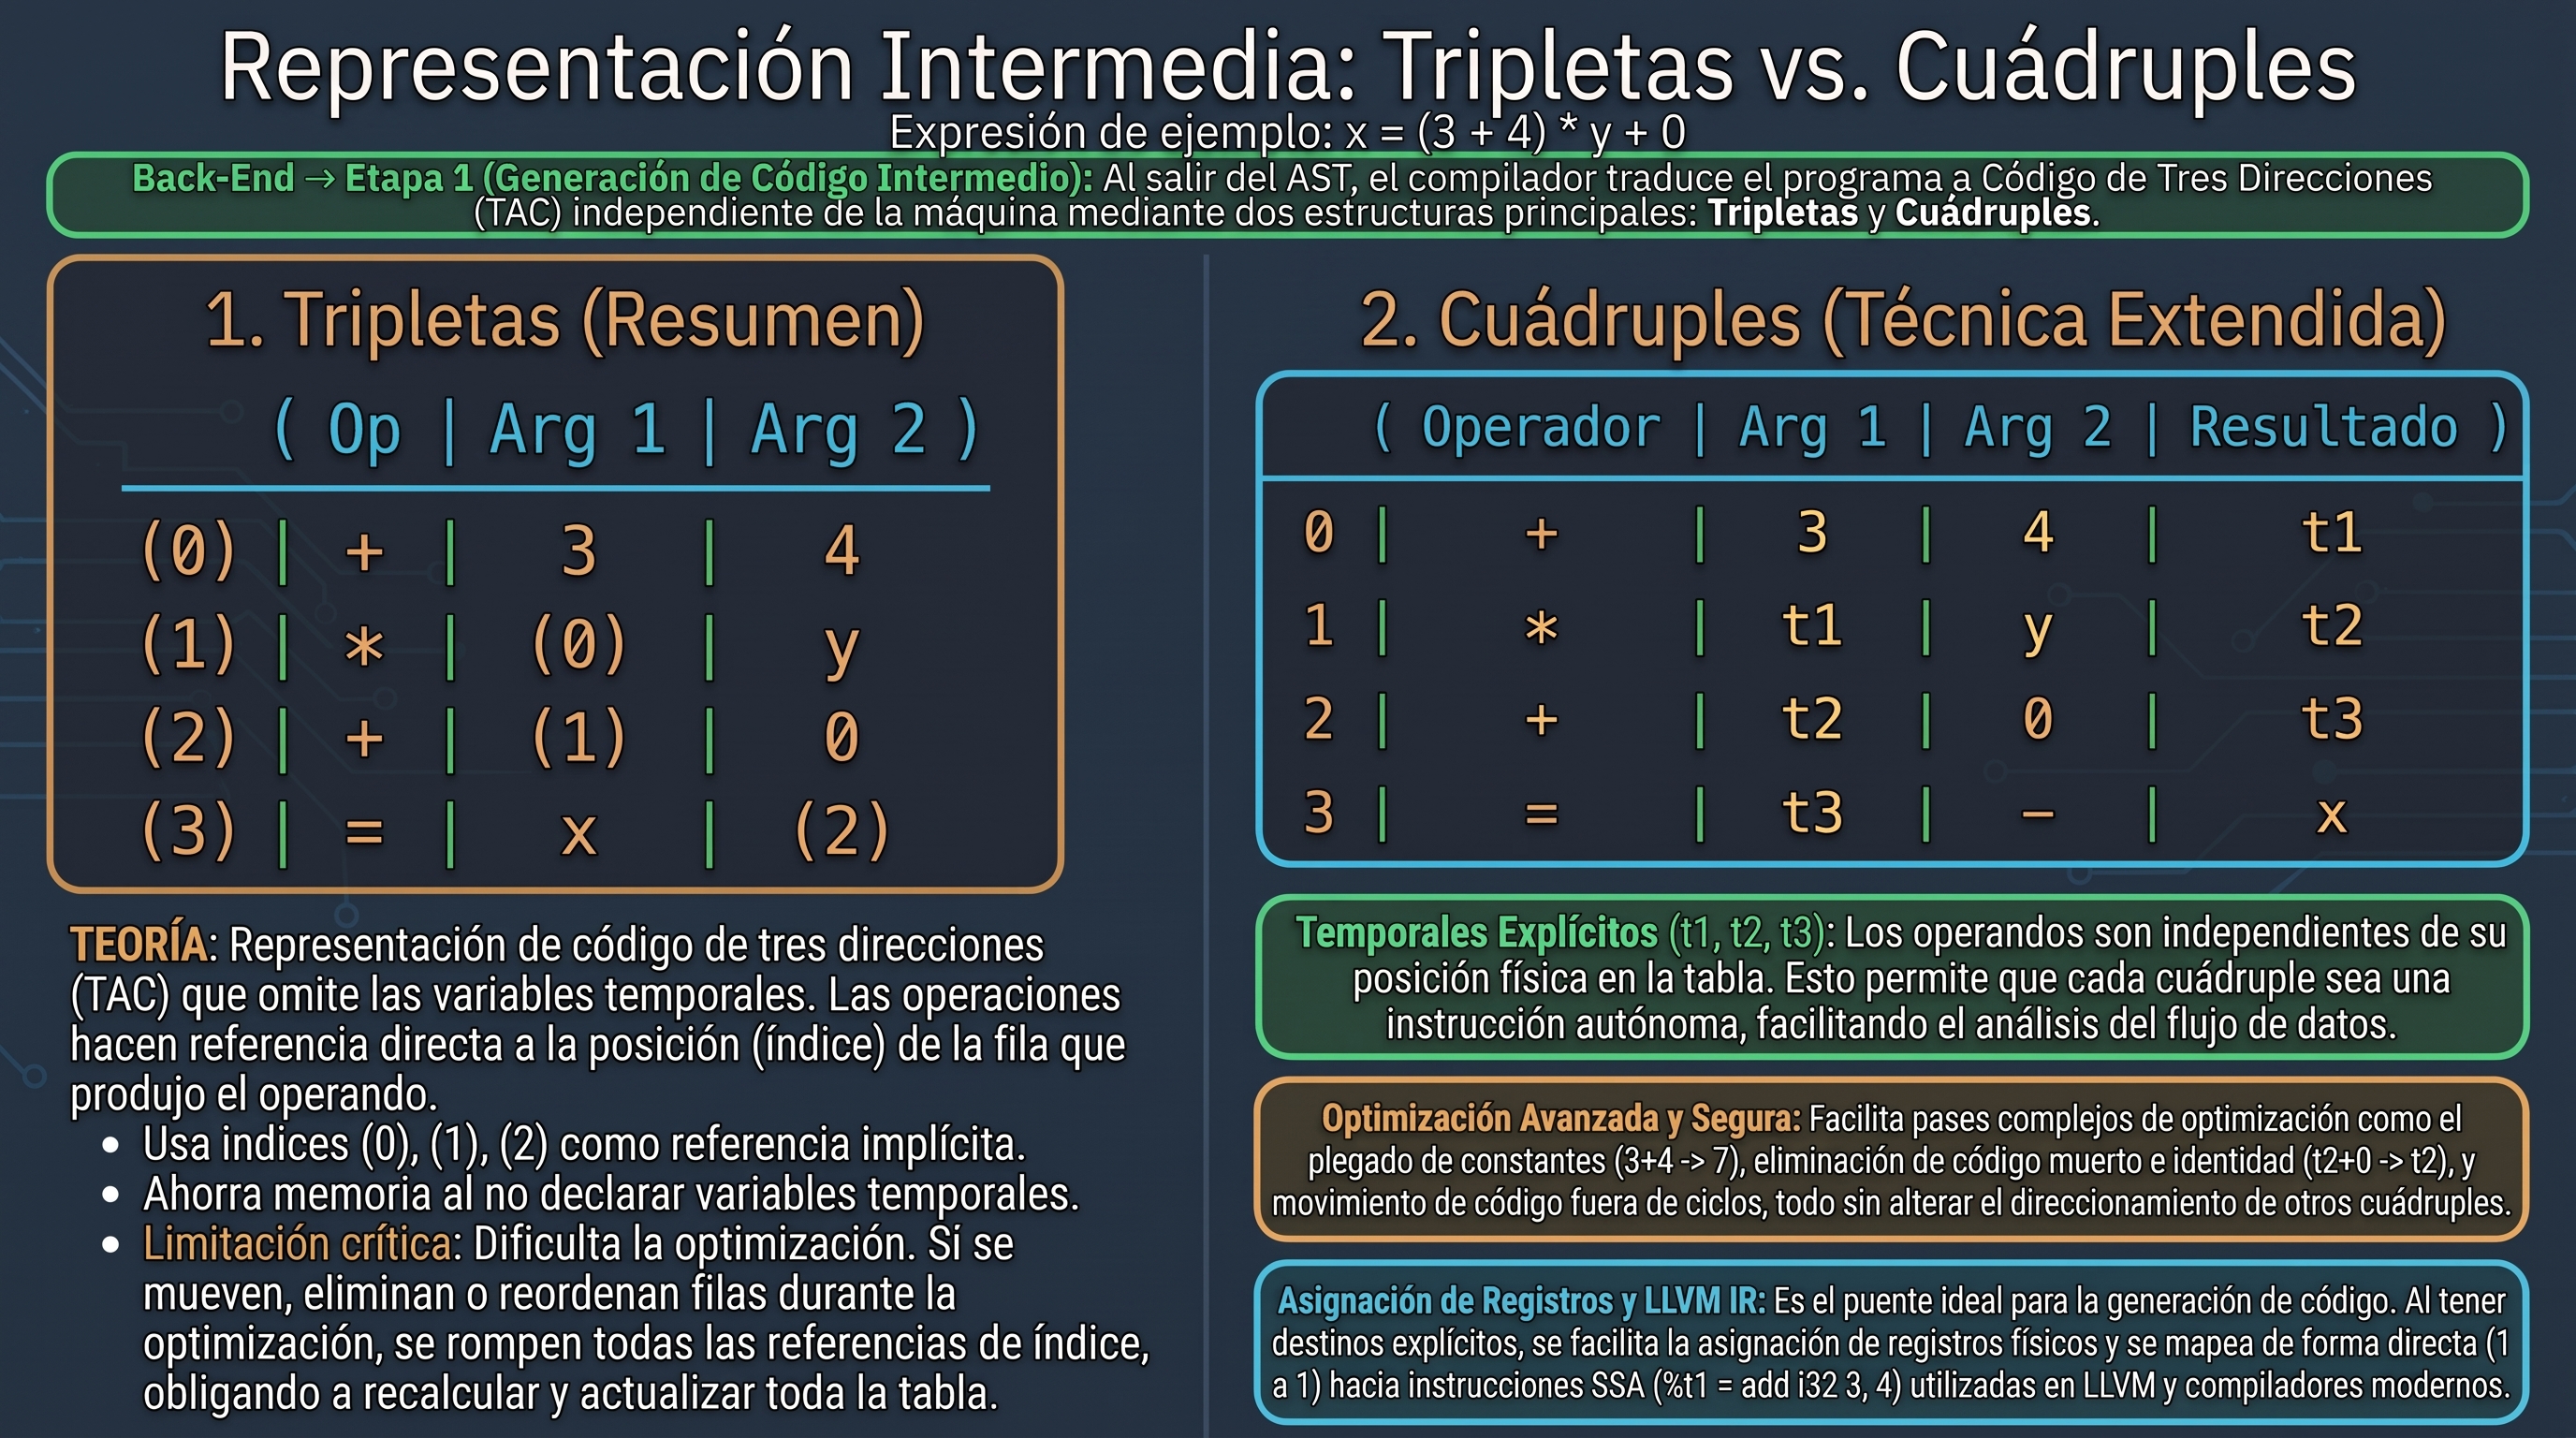 Representación Intermedia: Tripletas vs. Cuádruples
Expresión de ejemplo: x = (3 + 4) * y + 0
Back-End → Etapa 1 (Generación de Código Intermedio): Al salir del AST, el compilador traduce el programa a Código de Tres Direcciones
(TAC) independiente de la máquina mediante dos estructuras principales: Tripletas y Cuádruples.
1. Tripletas (Resumen)
( Op | Arg 1 | Arg 2 )
(0) | + | 3 | 4
(1) | * | (0) | y
(2) | + | (1) | 0
(3) | = | x | (2)
TEORÍA: Representación de código de tres direcciones
(TAC) que omite las variables temporales. Las operaciones
hacen referencia directa a la posición (índice) de la fila que
produjo el operando.
• Usa indices (0), (1), (2) como referencia implícita.
• Ahorra memoria al no declarar variables temporales.
• Limitación crítica: Dificulta la optimización. Sí se
mueven, eliminan o reordenan filas durante la
optimización, se rompen todas las referencias de índice,
obligando a recalcular y actualizar toda la tabla.
2. Cuádruples (Técnica Extendida)
( Operador | Arg 1 | Arg 2 | Resultado )
0 | + | 3 | 4 | t1
1 | * | t1 | y | t2
2 | + | t2 | 0 | t3
3 | = | t3 | – | x
Temporales Explícitos (t1, t2, t3): Los operandos son independientes de su
posición física en la tabla. Esto permite que cada cuádruple sea una
instrucción autónoma, facilitando el análisis del flujo de datos.
Optimización Avanzada y Segura: Facilita pases complejos de optimización como el
plegado de constantes (3+4 -> 7), eliminación de código muerto e identidad (t2+0 -> t2), y
movimiento de código fuera de ciclos, todo sin alterar el direccionamiento de otros cuádruples.
Asignación de Registros y LLVM IR: Es el puente ideal para la generación de código. Al tener
destinos explícitos, se facilita la asignación de registros físicos y se mapea de forma directa (1
a 1) hacia instrucciones SSA (%t1 = add i32 3, 4) utilizadas en LLVM y compiladores modernos.